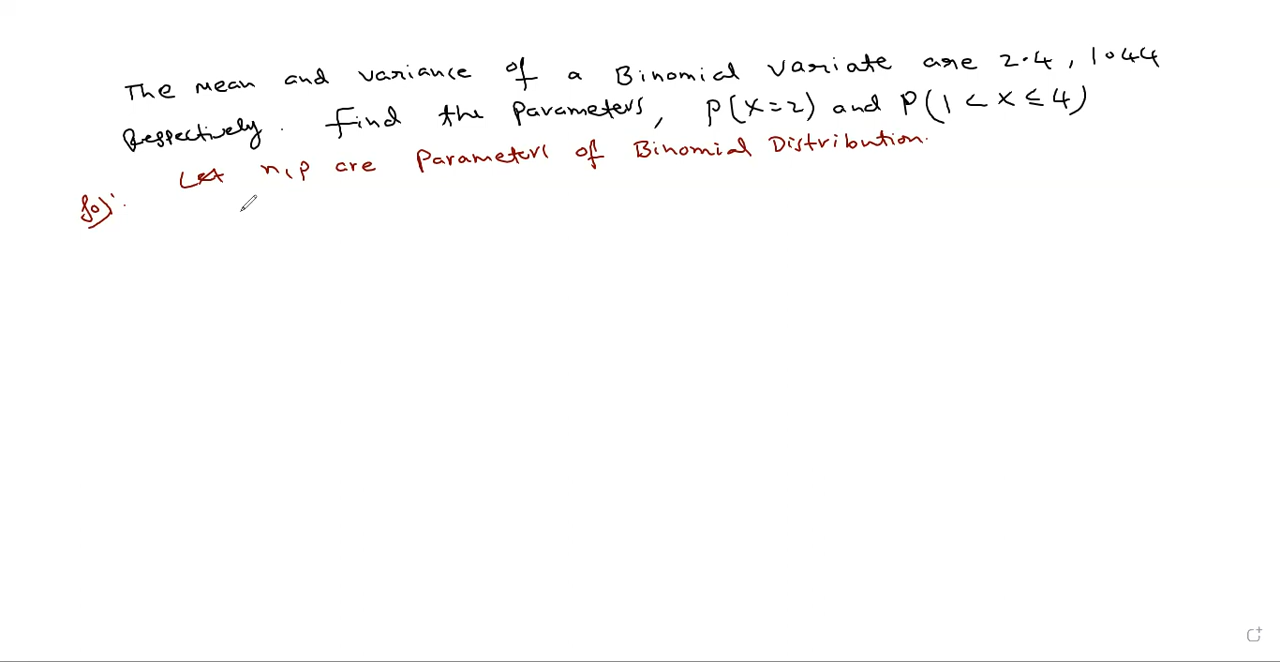 The mean and variance of a Binomial variate are 2.4, 1.44
Respectively. Find the Parameters, P(X=2) and P(1 < X ≤ 4)
Let n, p are Parameters of Binomial Distribution.
Sol: